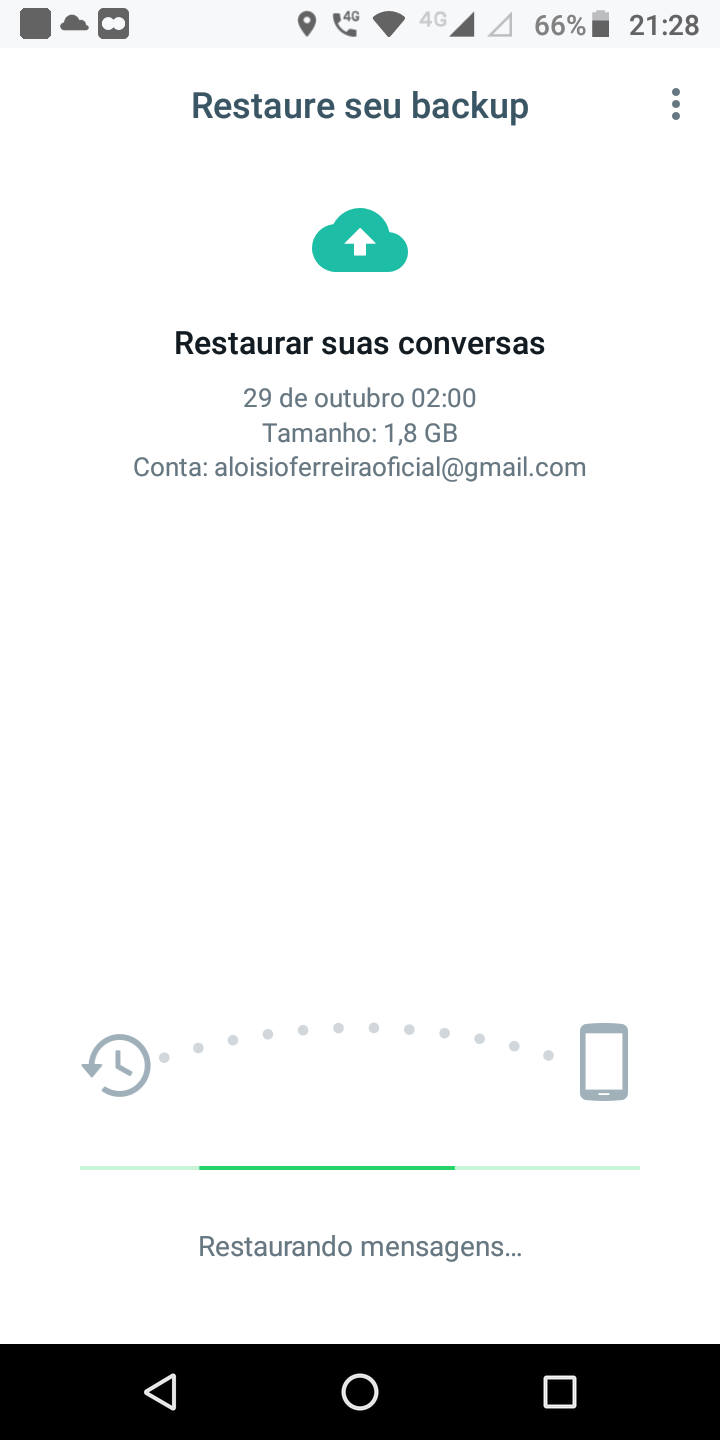 4G 4G 66% 21:28
Restaure seu backup
Restaurar suas conversas
29 de outubro 02:00
Tamanho: 1,8 GB
Conta: aloisioferreiraoficial@gmail.com
Restaurando mensagens...